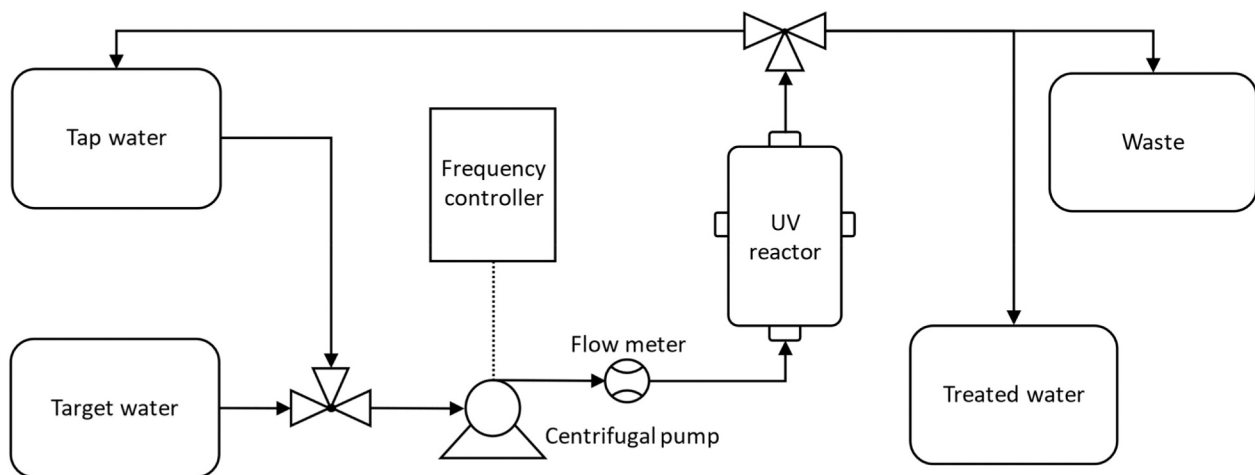 Tap water
Frequency
controller
Waste
UV
reactor
Flow meter
Target water
Centrifugal pump
Treated water